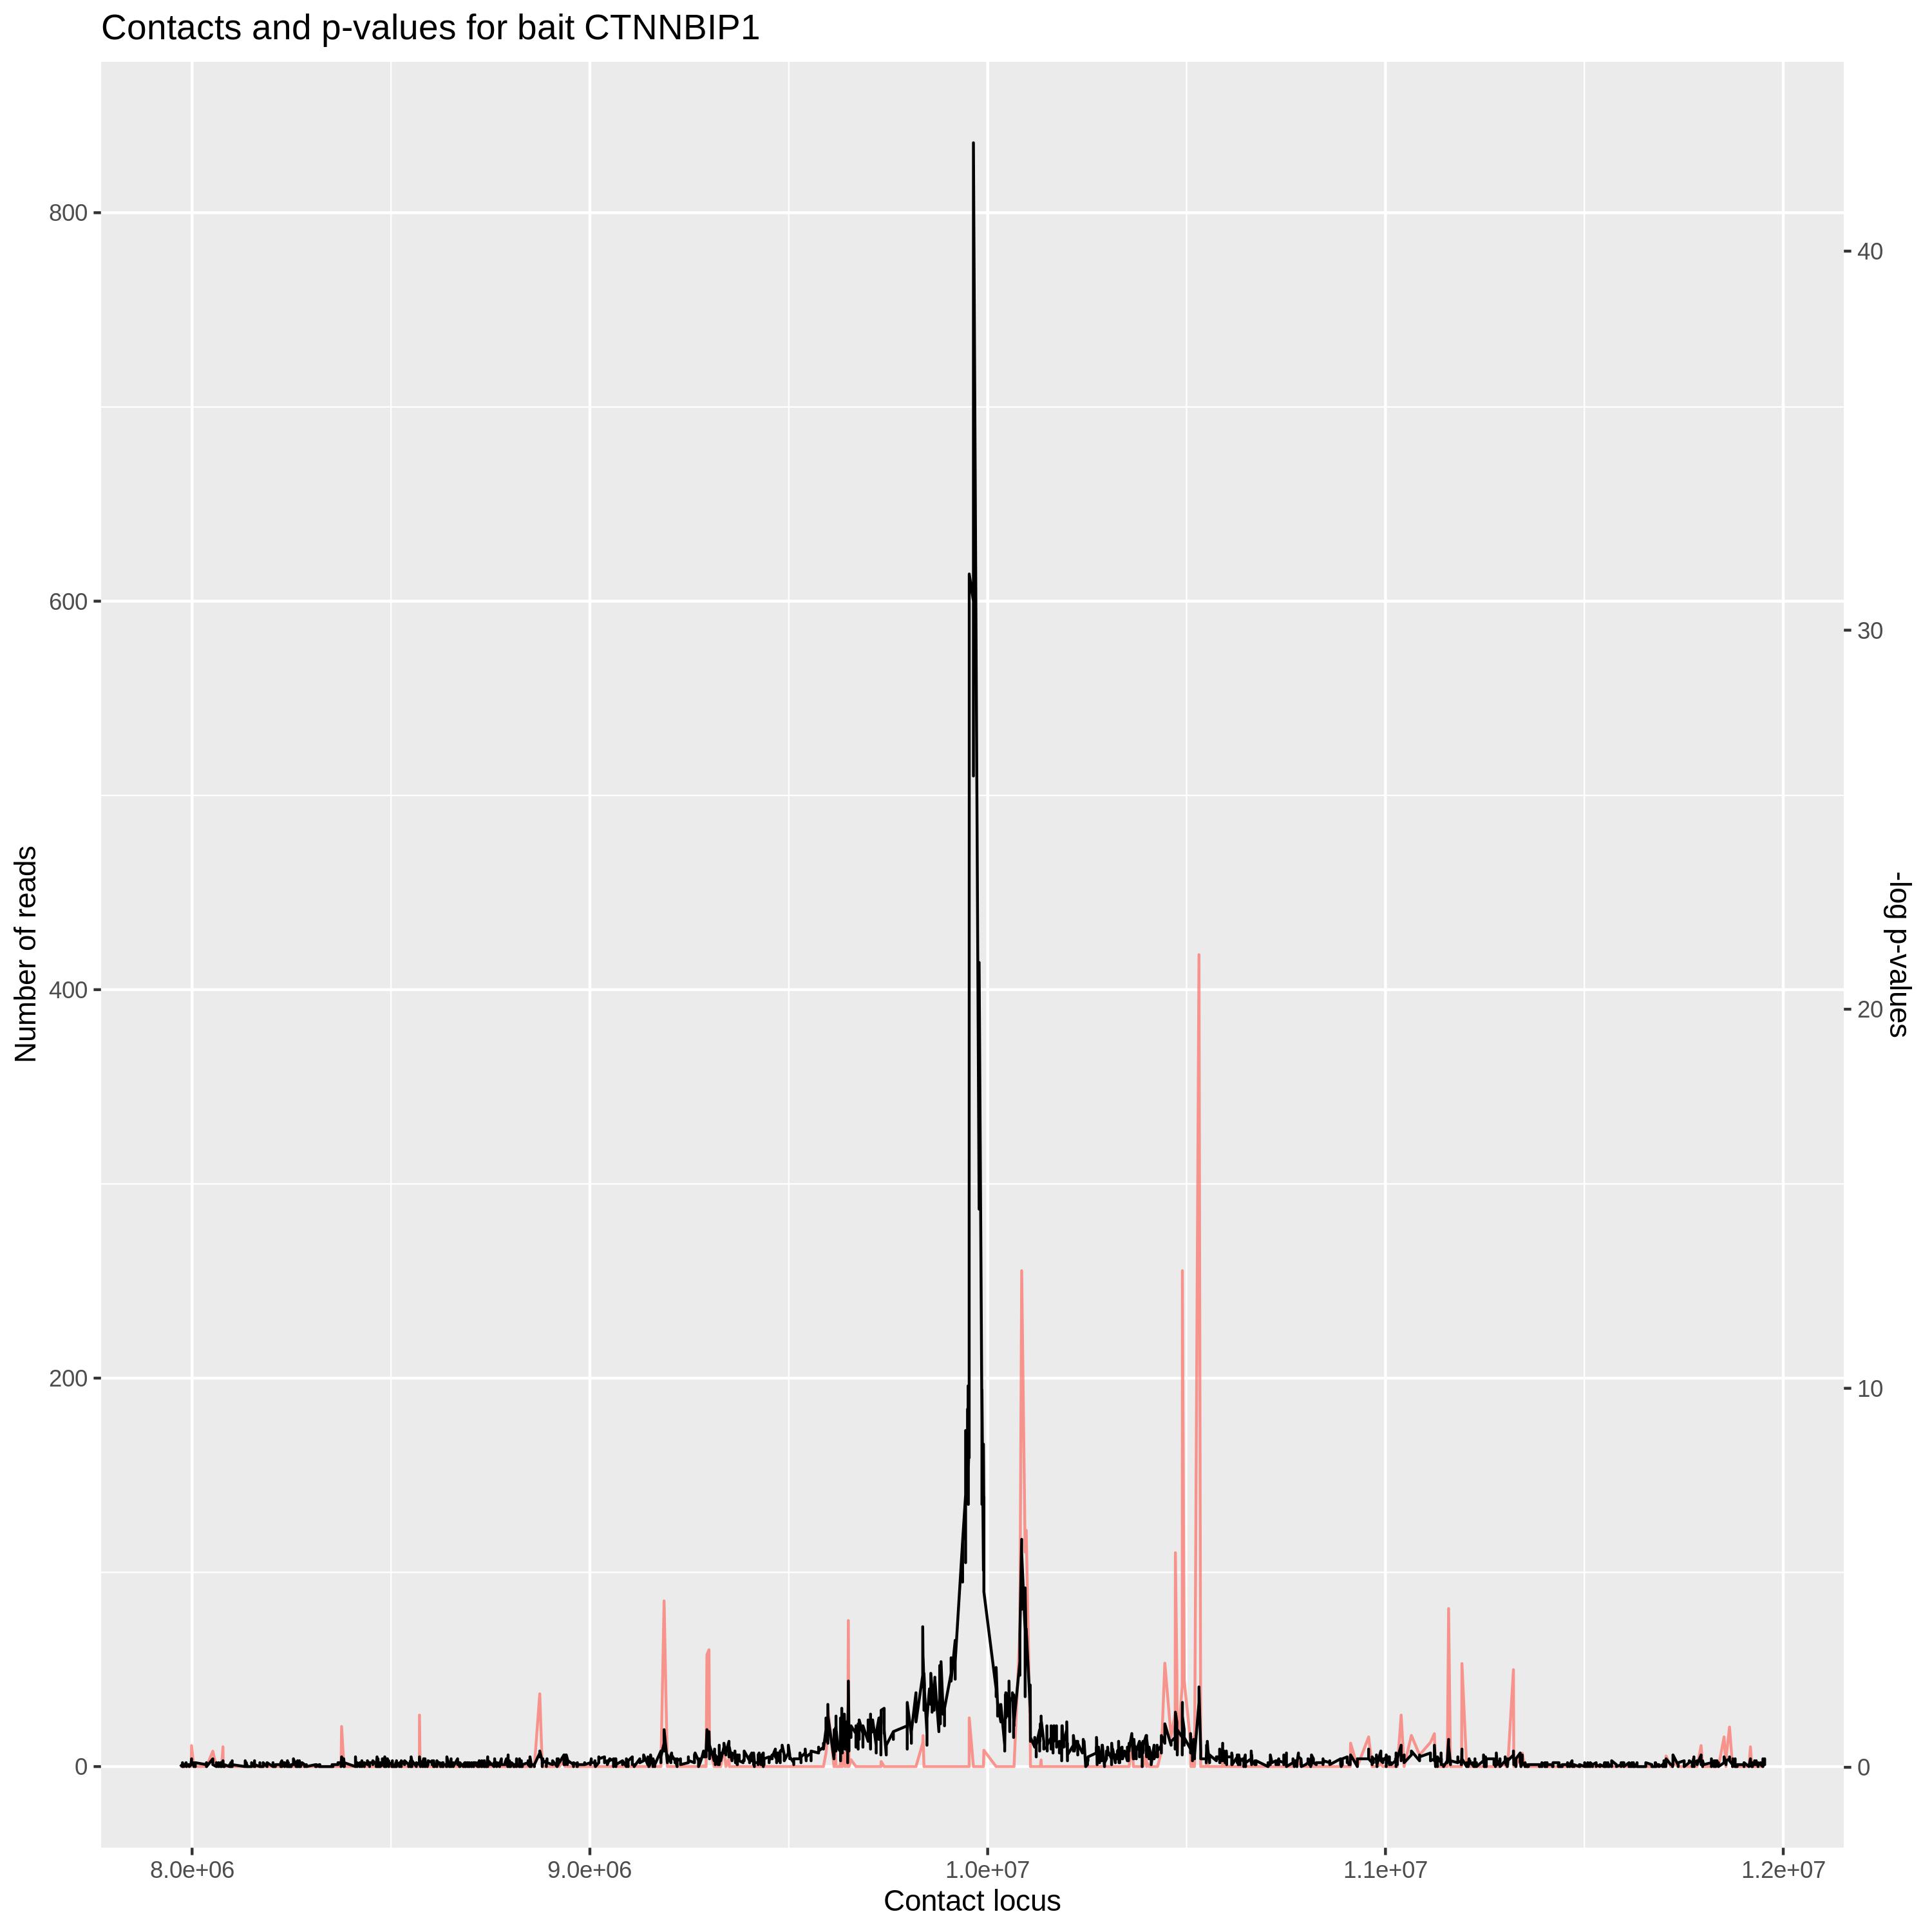 Contacts and p-values for bait CTNNBIP1
800
600
400
200
0
Number of reads
40
30
20
10
0
-log p-values
8.0e+06
9.0e+06
1.0e+07
1.1e+07
1.2e+07
Contact locus